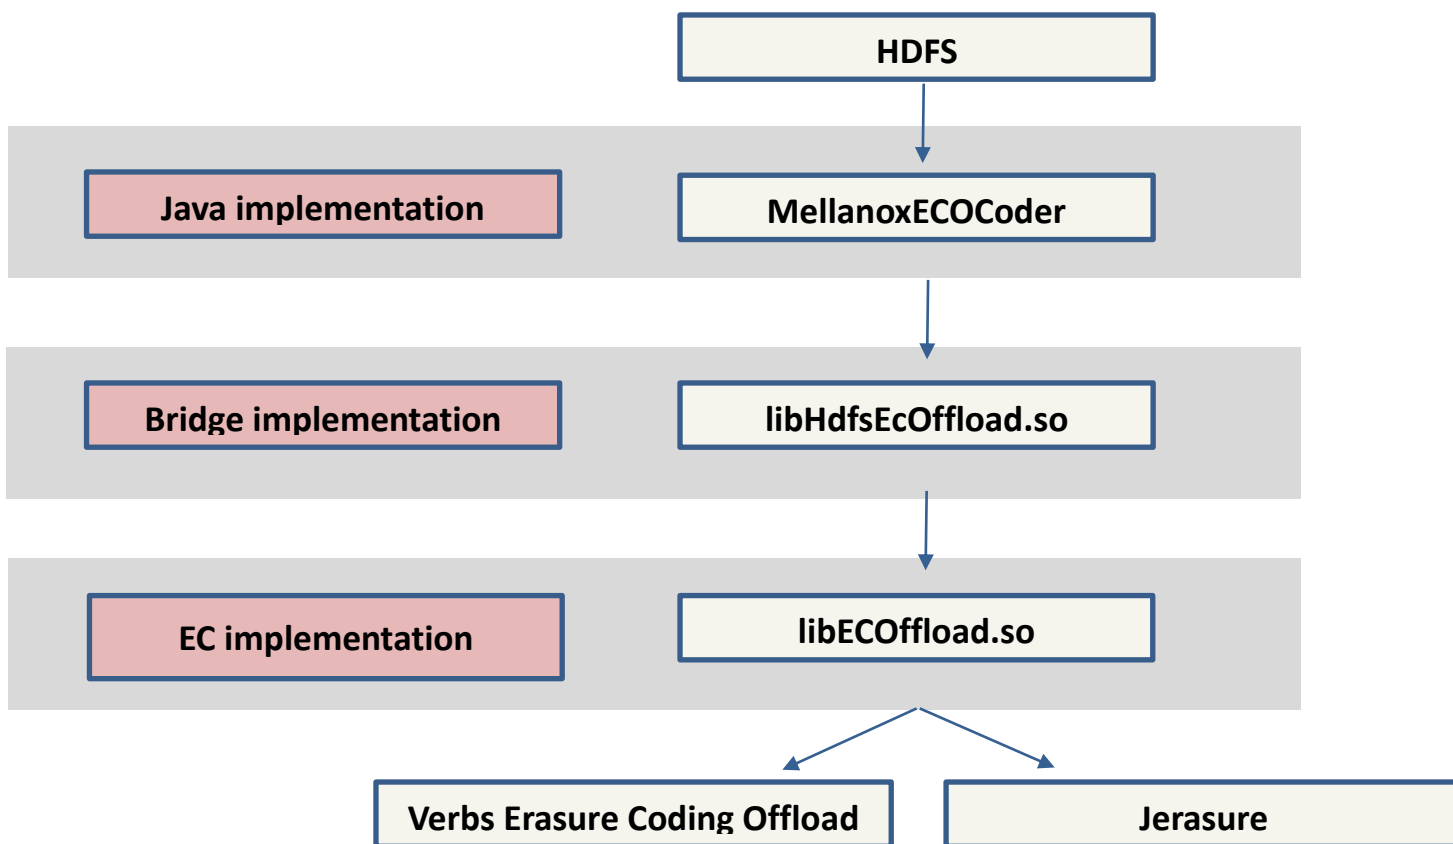 HDFS
Java implementation
MellanoxECOCoder
Bridge implementation
libHdfsEcOffload.so
EC implementation
libECOffload.so
Verbs Erasure Coding Offload
Jerasure